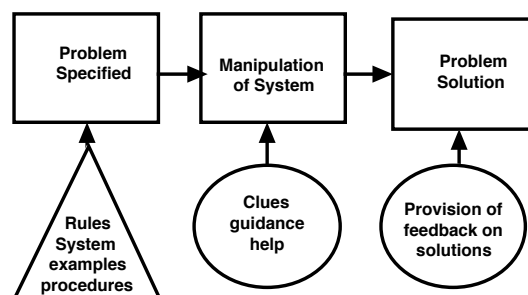 Problem
Specified
Manipulation
of System
Problem
Solution
Rules
System
examples
procedures
Clues
guidance
help
Provision of
feedback on
solutions